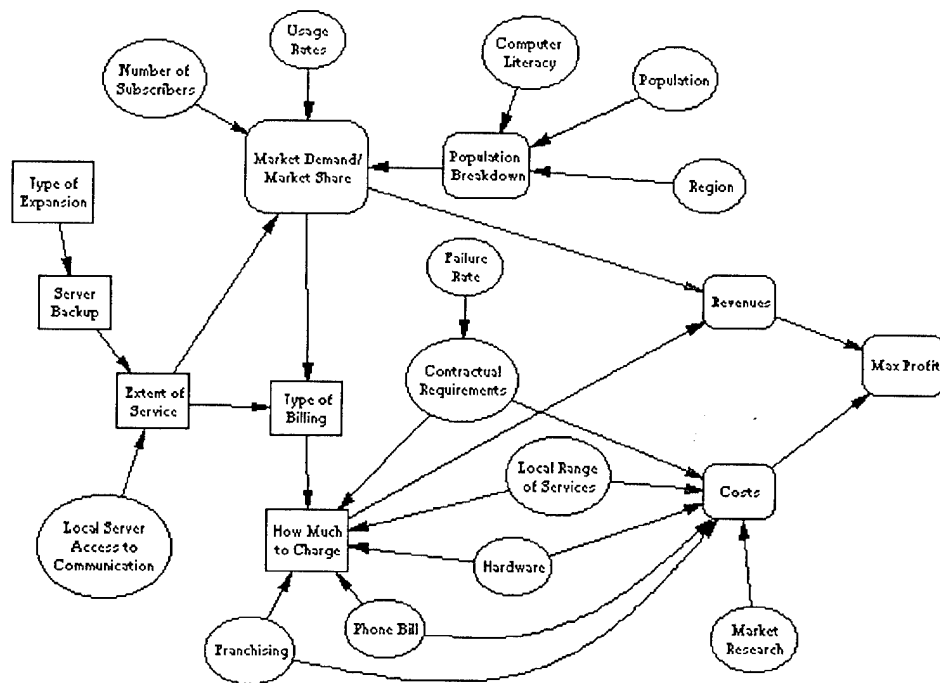 Usage
Rates
Computer
Literacy
Number of
Subscribers
Population
Market Demand/
Market Share
Population
Breakdown
Region
Type of
Expansion
Failure
Rate
Server
Backup
Revenues
Max Profit
Contractual
Requirements
Extent of
Service
Type of
Billing
Local Range
of Services
Costs
Local Server
Access to
Communication
How Much
to Charge
Hardware
Phone Bill
Market
Research
Franchising